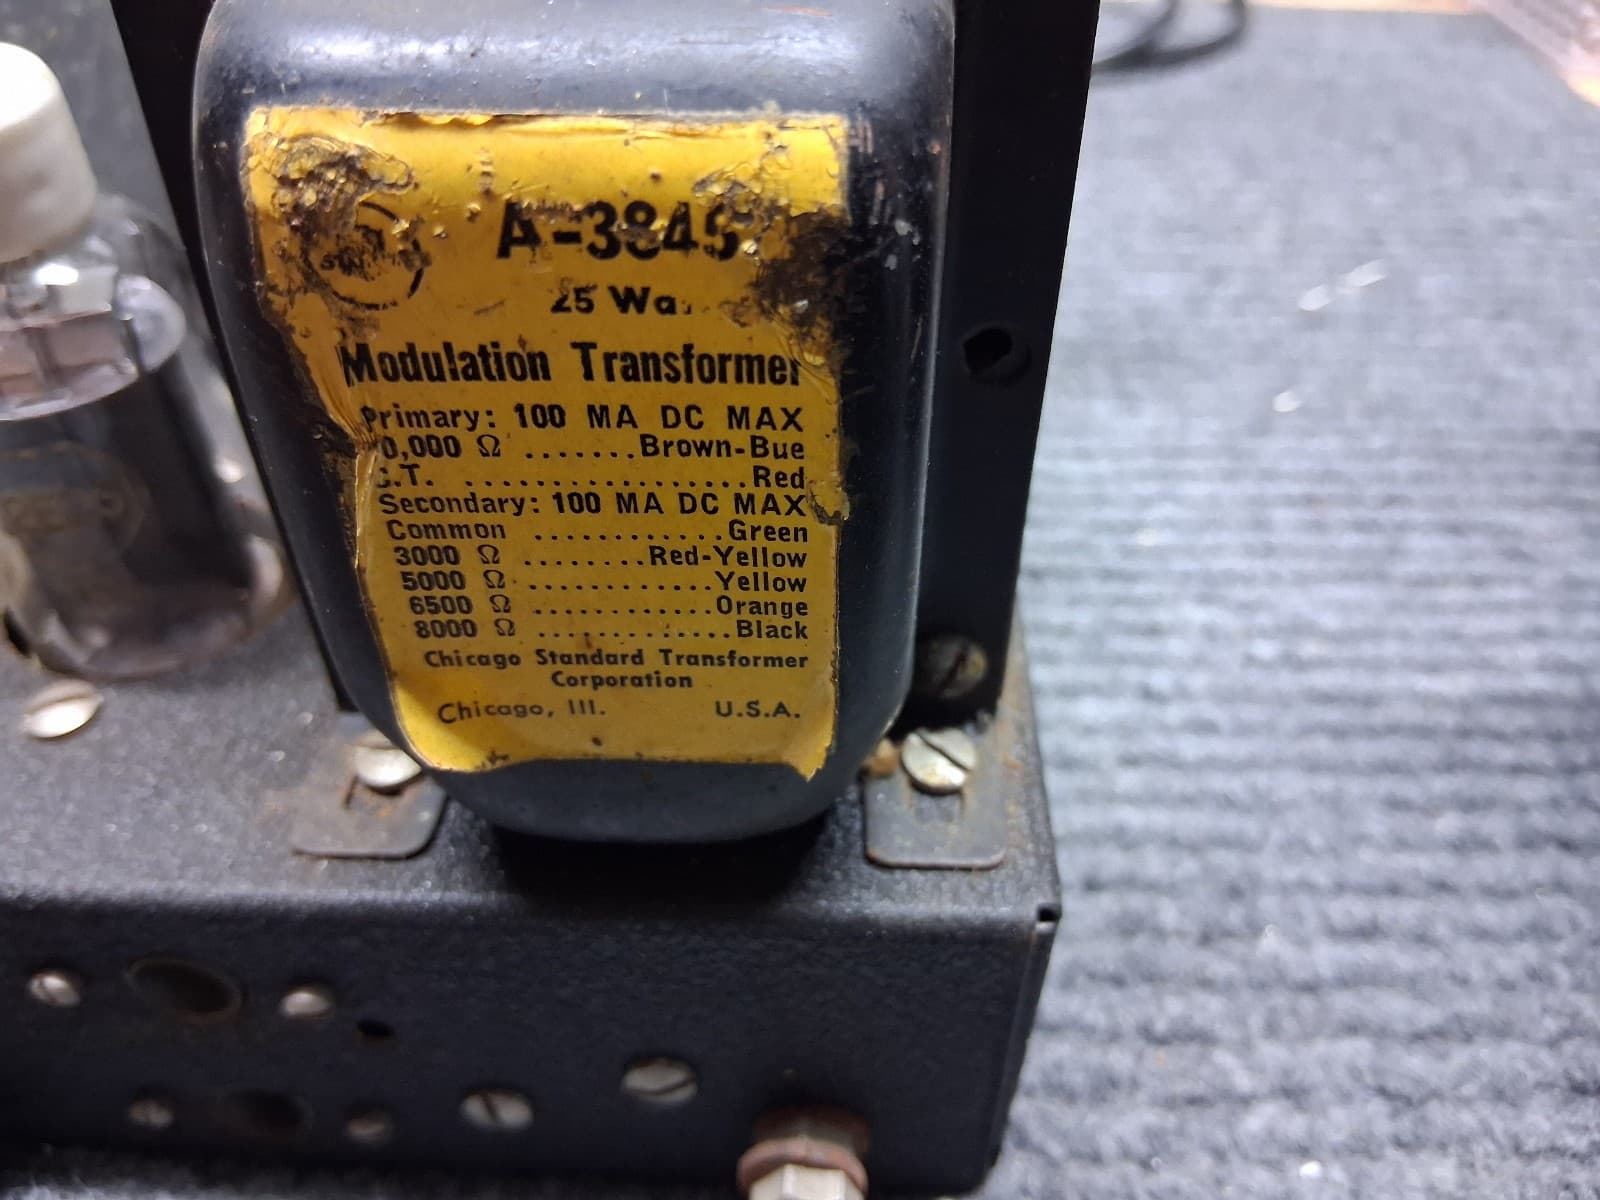 A-3845
25 Wa
Modulation Transformer
Primary: 100 MA DC MAX
0,000 Ω .......Brown-Bue
.T. ...................Red
Secondary: 100 MA DC MAX
Common ............Green
3000 Ω ........Red-Yellow
5000 Ω .............Yellow
6500 Ω ............Orange
8000 Ω .............Black
Chicago Standard Transformer
Corporation
Chicago, Ill. U.S.A.